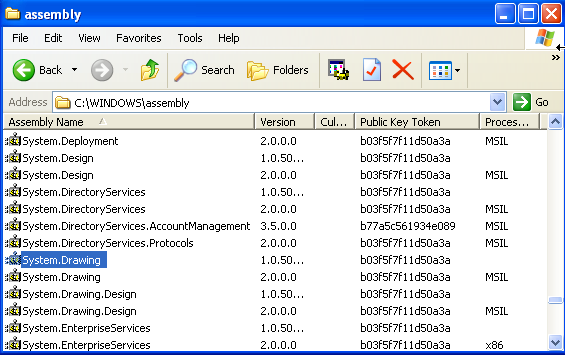 assembly
File Edit View Favorites Tools Help
Back Search Folders
Address C:\WINDOWS\assembly Go
Assembly Name Version Cul... Public Key Token Proces...
System.Deployment 2.0.0.0 b03f5f7f11d50a3a MSIL
System.Design 1.0.50... b03f5f7f11d50a3a
System.Design 2.0.0.0 b03f5f7f11d50a3a MSIL
System.DirectoryServices 1.0.50... b03f5f7f11d50a3a
System.DirectoryServices 2.0.0.0 b03f5f7f11d50a3a MSIL
System.DirectoryServices.AccountManagement 3.5.0.0 b77a5c561934e089 MSIL
System.DirectoryServices.Protocols 2.0.0.0 b03f5f7f11d50a3a MSIL
System.Drawing 1.0.50... b03f5f7f11d50a3a
System.Drawing 2.0.0.0 b03f5f7f11d50a3a MSIL
System.Drawing.Design 1.0.50... b03f5f7f11d50a3a
System.Drawing.Design 2.0.0.0 b03f5f7f11d50a3a MSIL
System.EnterpriseServices 1.0.50... b03f5f7f11d50a3a
System.EnterpriseServices 2.0.0.0 b03f5f7f11d50a3a x86